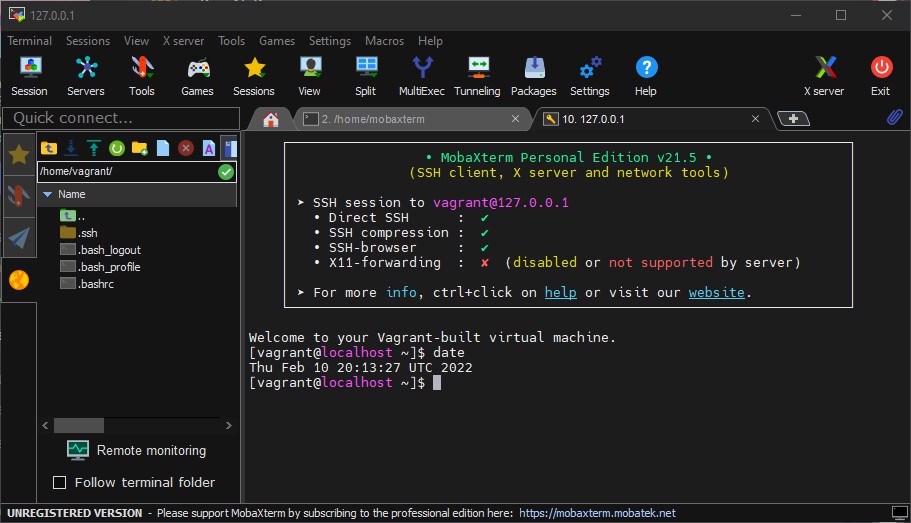 127.0.0.1
Terminal Sessions View X server Tools Games Settings Macros Help
Session Servers Tools Games Sessions View Split MultiExec Tunneling Packages Settings Help X server Exit
Quick connect...
2. /home/mobaxterm
10. 127.0.0.1
/home/vagrant/
Name
..
.ssh
.bash_logout
.bash_profile
.bashrc
Remote monitoring
Follow terminal folder
• MobaXterm Personal Edition v21.5 •
(SSH client, X server and network tools)
➤ SSH session to vagrant@127.0.0.1
• Direct SSH : ✔
• SSH compression : ✔
• SSH-browser : ✔
• X11-forwarding : ✘ (disabled or not supported by server)
➤ For more info, ctrl+click on help or visit our website.
Welcome to your Vagrant-built virtual machine.
[vagrant@localhost ~]$ date
Thu Feb 10 20:13:27 UTC 2022
[vagrant@localhost ~]$
UNREGISTERED VERSION - Please support MobaXterm by subscribing to the professional edition here: https://mobaxterm.mobatek.net